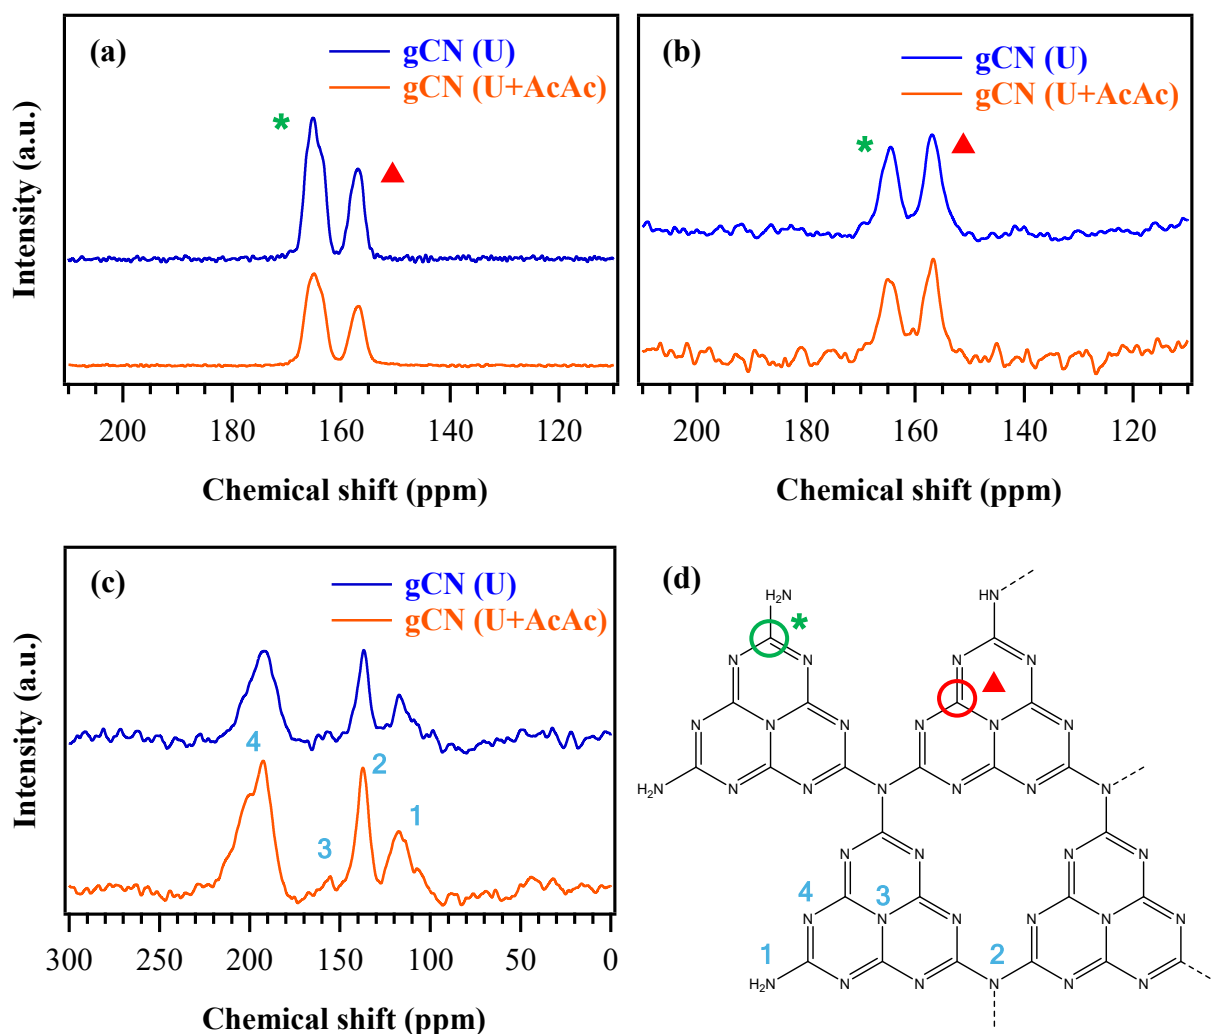 (a)
gCN (U)
gCN (U+AcAc)
*
Intensity (a.u.)
200 180 160 140 120
Chemical shift (ppm)
(b)
gCN (U)
gCN (U+AcAc)
*
200 180 160 140 120
Chemical shift (ppm)
(c)
gCN (U)
gCN (U+AcAc)
4
2
1
3
Intensity (a.u.)
300 250 200 150 100 50 0
Chemical shift (ppm)
(d)
H₂N HN
*
N N N N
N N N N N N
H₂N N N N N N N
N N N N
4 N 3 N N N N N
1 2
H₂N N N N N N